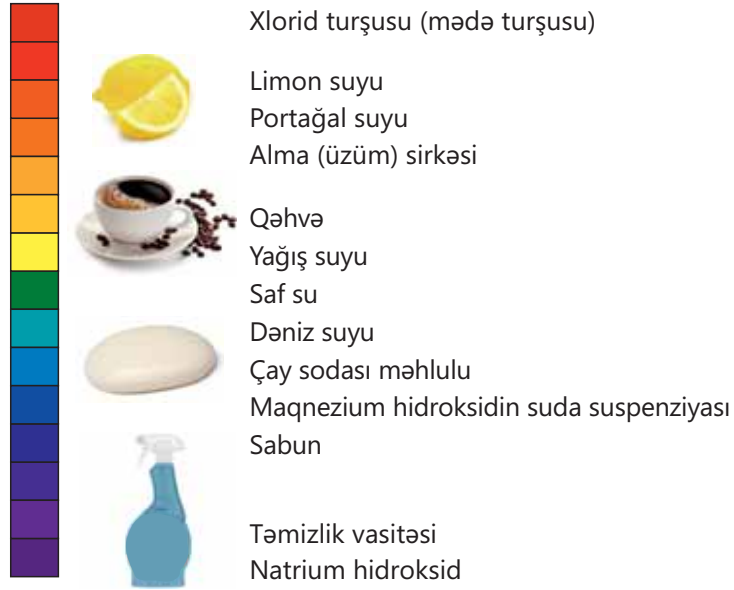 Xlorid turşusu (mədə turşusu)
Limon suyu
Portağal suyu
Alma (üzüm) sirkəsi
Qəhvə
Yağış suyu
Saf su
Dəniz suyu
Çay sodası məhlulu
Maqnezium hidroksidin suda suspenziyası
Sabun
Təmizlik vasitəsi
Natrium hidroksid